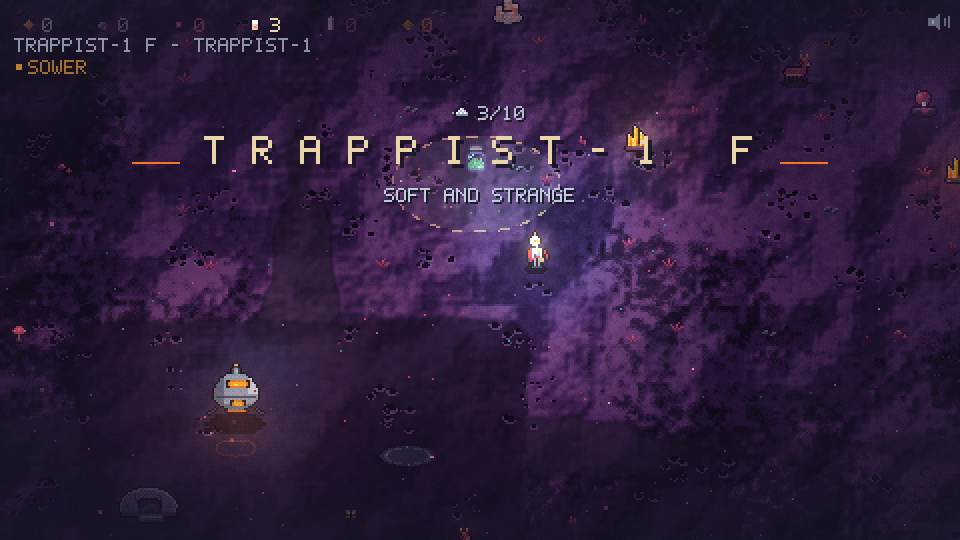 0 0 0 3 0 0
TRAPPIST-1 F - TRAPPIST-1
SOWER
3/10
TRAPPIST-1 F
SOFT AND STRANGE